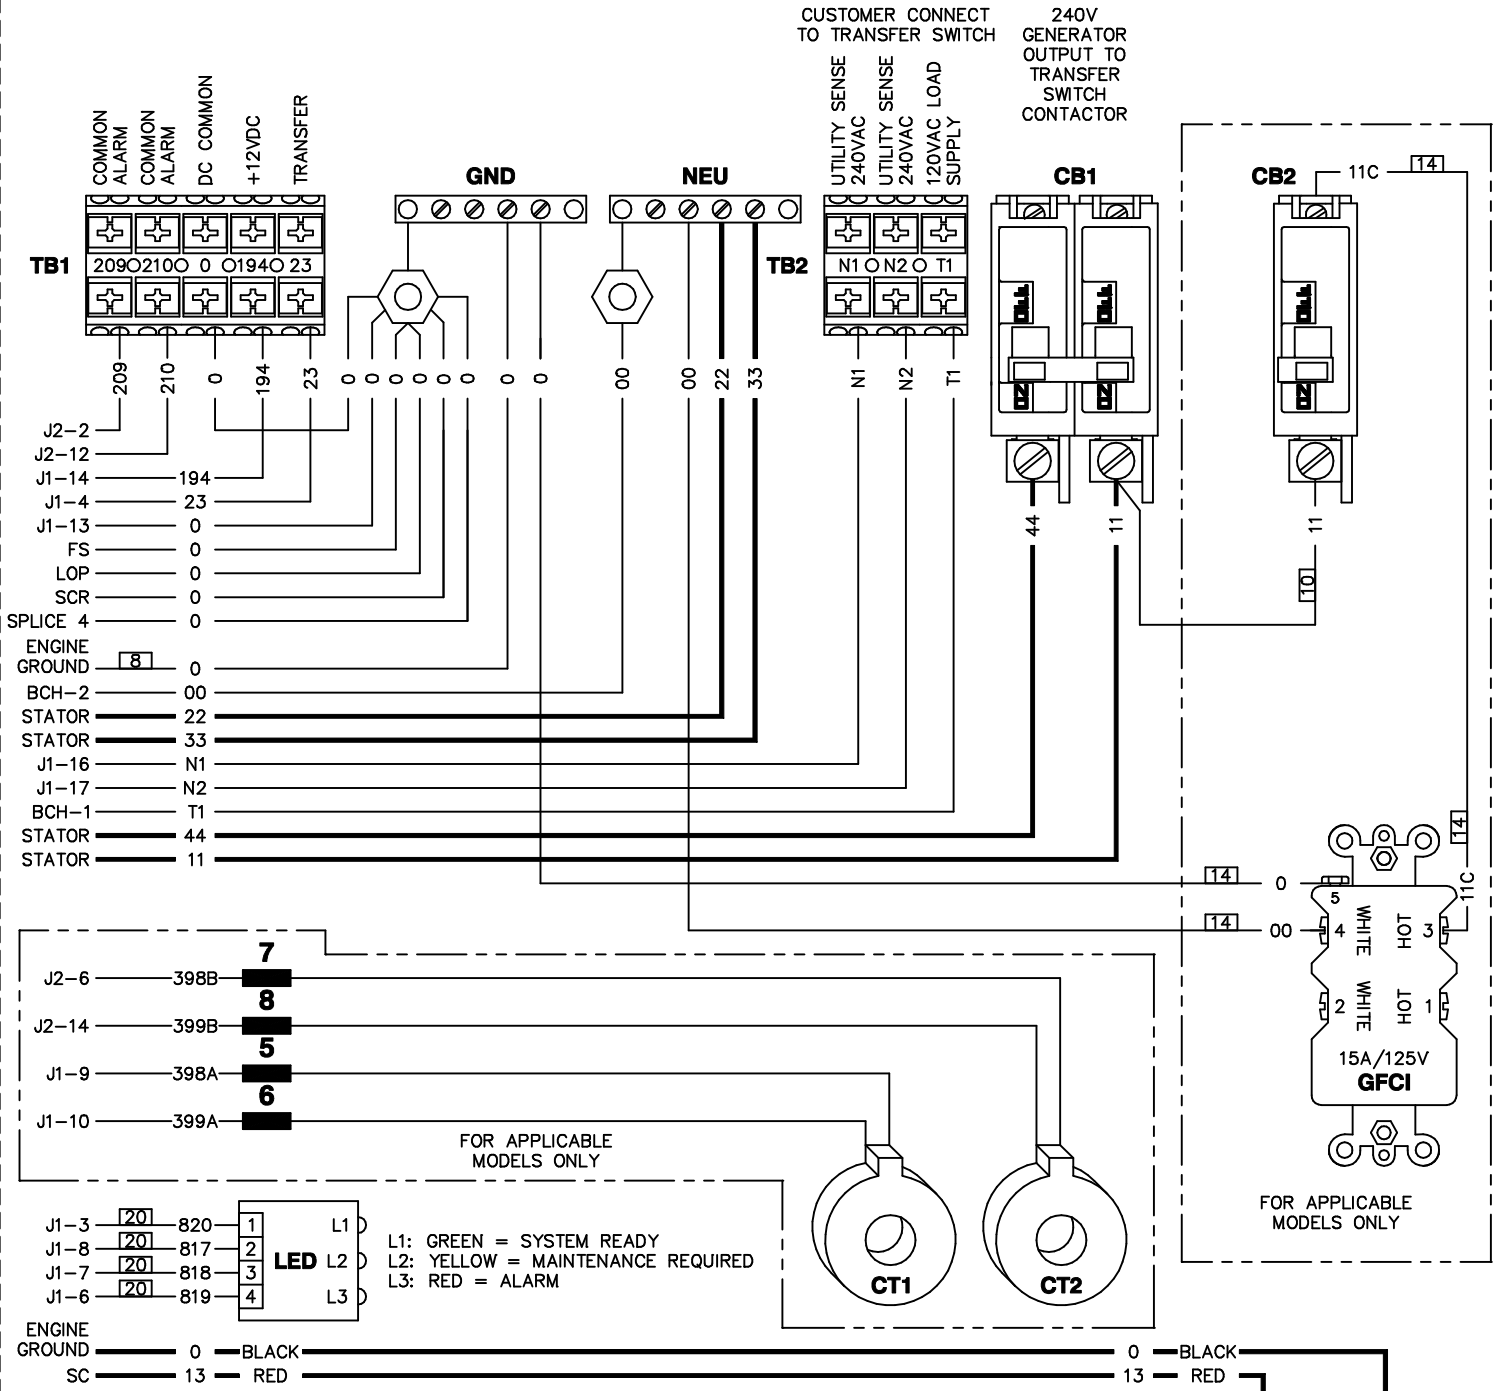 CUSTOMER CONNECT
TO TRANSFER SWITCH
240V
GENERATOR
OUTPUT TO
TRANSFER
SWITCH
CONTACTOR
COMMON
ALARM
COMMON
ALARM
DC COMMON
+12VDC
TRANSFER
UTILITY SENSE
240VAC
UTILITY SENSE
240VAC
120VAC LOAD
SUPPLY
GND
NEU
CB1
CB2
11C
14
TB1
209 210 0 194 23
TB2
N1 N2 T1
209
210
0
194
23
0
0
0
0
0
0
0
0
00
00
22
33
N1
N2
T1
ON
ON
ON
44
11
11
10
J2-2
J2-12
J1-14 194
J1-4 23
J1-13 0
FS 0
LOP 0
SCR 0
SPLICE 4 0
ENGINE
GROUND 8 0
BCH-2 00
STATOR 22
STATOR 33
J1-16 N1
J1-17 N2
BCH-1 T1
STATOR 44
STATOR 11
14
11C
14 0
14 00
5
4 WHITE HOT 3
2 WHITE HOT 1
15A/125V
GFCI
FOR APPLICABLE
MODELS ONLY
7
J2-6 398B
8
J2-14 399B
5
J1-9 398A
6
J1-10 399A
FOR APPLICABLE
MODELS ONLY
CT1
CT2
J1-3 20 820 1 L1
J1-8 20 817 2
J1-7 20 818 3
J1-6 20 819 4 L3
LED L2
L1: GREEN = SYSTEM READY
L2: YELLOW = MAINTENANCE REQUIRED
L3: RED = ALARM
ENGINE
GROUND 0 BLACK 0 BLACK
SC 13 RED 13 RED